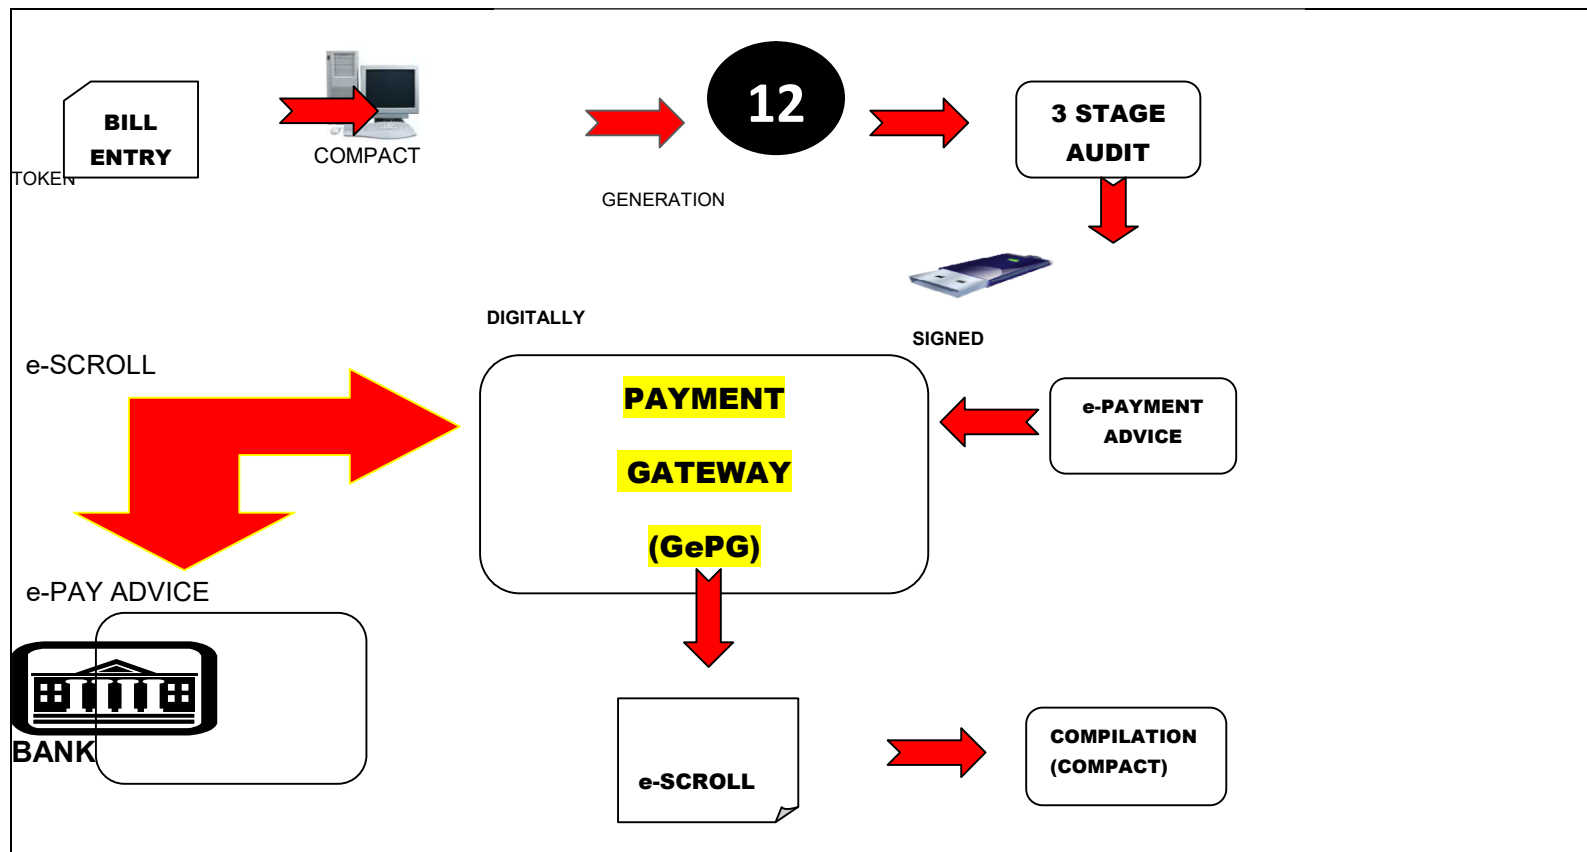 BILL
ENTRY
TOKEN
COMPACT
GENERATION
12
3 STAGE
AUDIT
DIGITALLY
SIGNED
e-SCROLL
PAYMENT
GATEWAY
(GePG)
e-PAYMENT
ADVICE
e-PAY ADVICE
BANK
e-SCROLL
COMPILATION
(COMPACT)